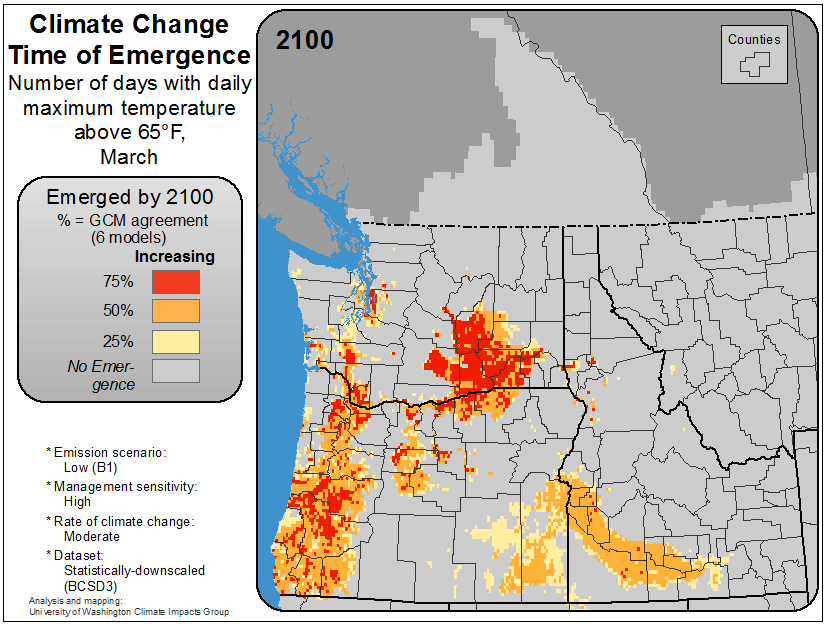 Climate Change
Time of Emergence
Number of days with daily
maximum temperature
above 65°F,
March
2100
Counties
Emerged by 2100
% = GCM agreement
(6 models)
Increasing
75%
50%
25%
No Emer-
gence
* Emission scenario:
Low (B1)
* Management sensitivity:
High
* Rate of climate change:
Moderate
* Dataset:
Statistically-downscaled
(BCSD3)
Analysis and mapping:
University of Washington Climate Impacts Group